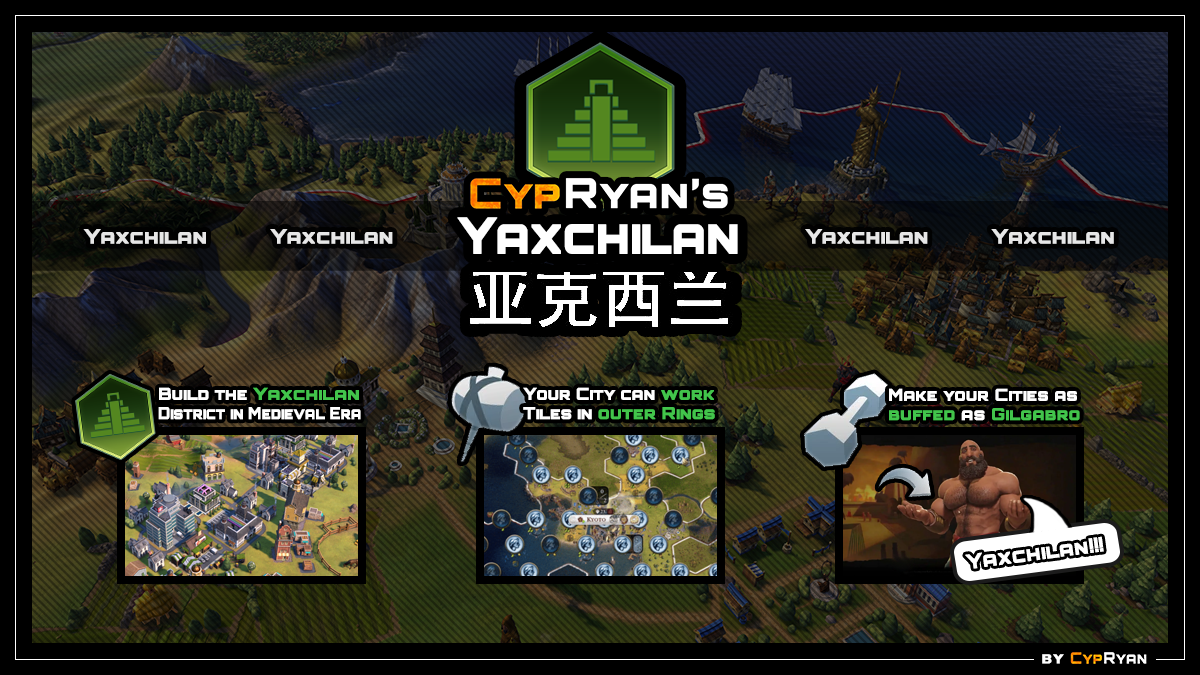 CypRyan's
Yaxchilan
Yaxchilan Yaxchilan Yaxchilan Yaxchilan
亚克西兰
Build the Yaxchilan
District in Medieval Era
Your City can work
Tiles in outer Rings
Kyoto
Make your Cities as
buffed as Gilgabro
Yaxchilan!!!
by CypRyan